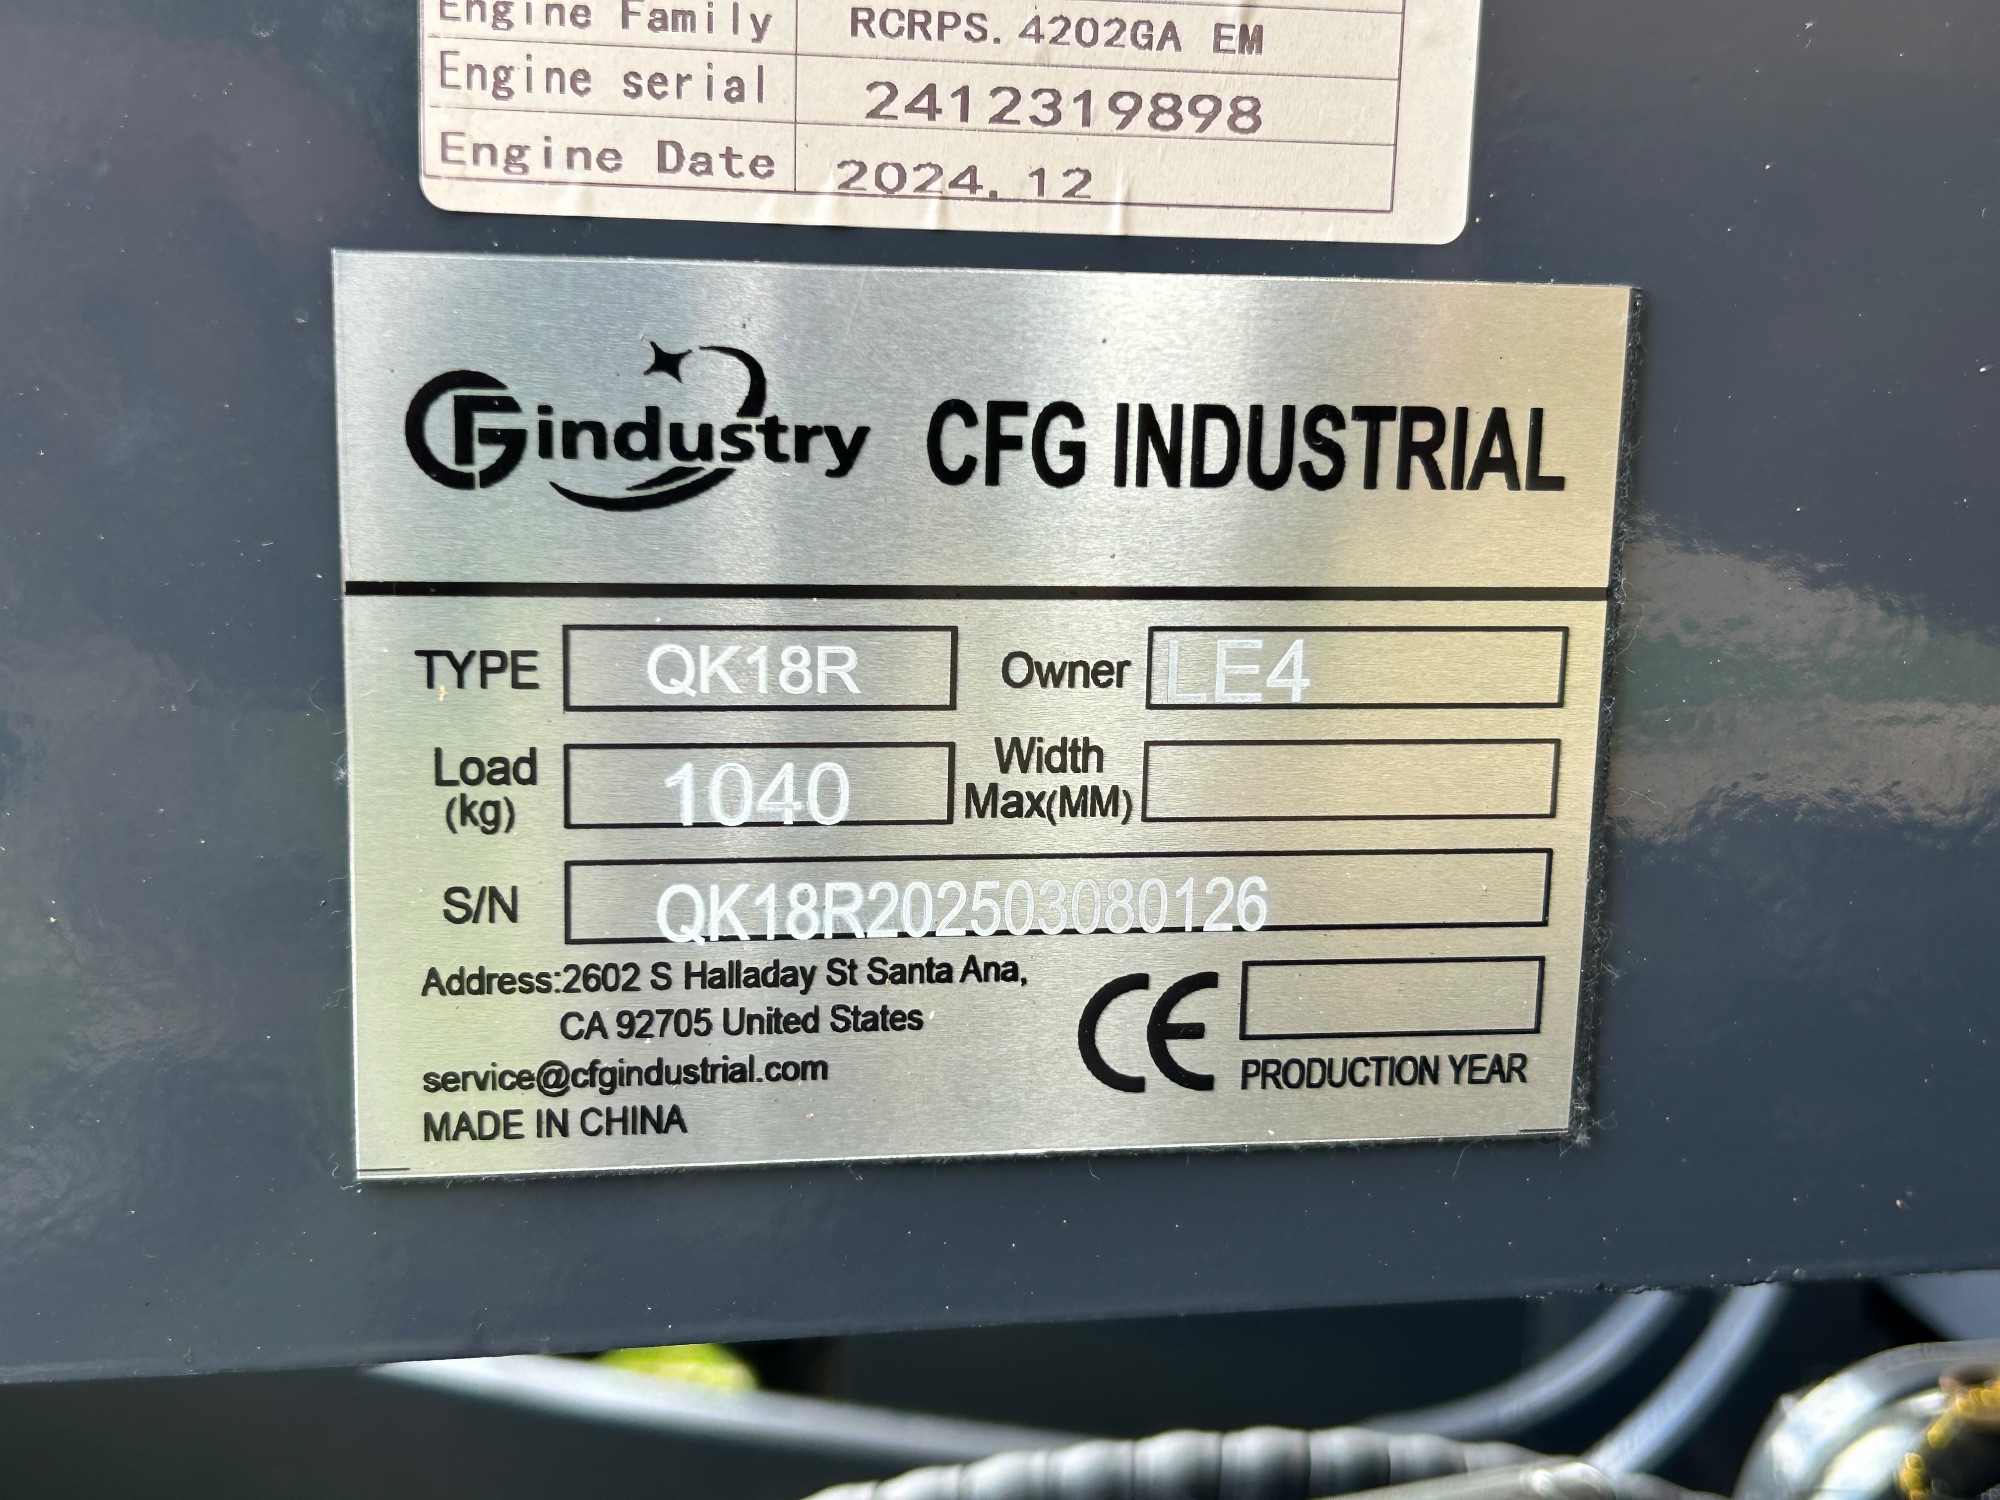 Engine Family RCRPS. 4202GA EM
Engine serial 2412319898
Engine Date 2024. 12
GF industry CFG INDUSTRIAL
TYPE QK18R Owner LE4
Load (kg) 1040 Width Max(MM)
S/N QK18R202503080126
Address:2602 S Halladay St Santa Ana,
CA 92705 United States
service@cfgindustrial.com
MADE IN CHINA
CE PRODUCTION YEAR